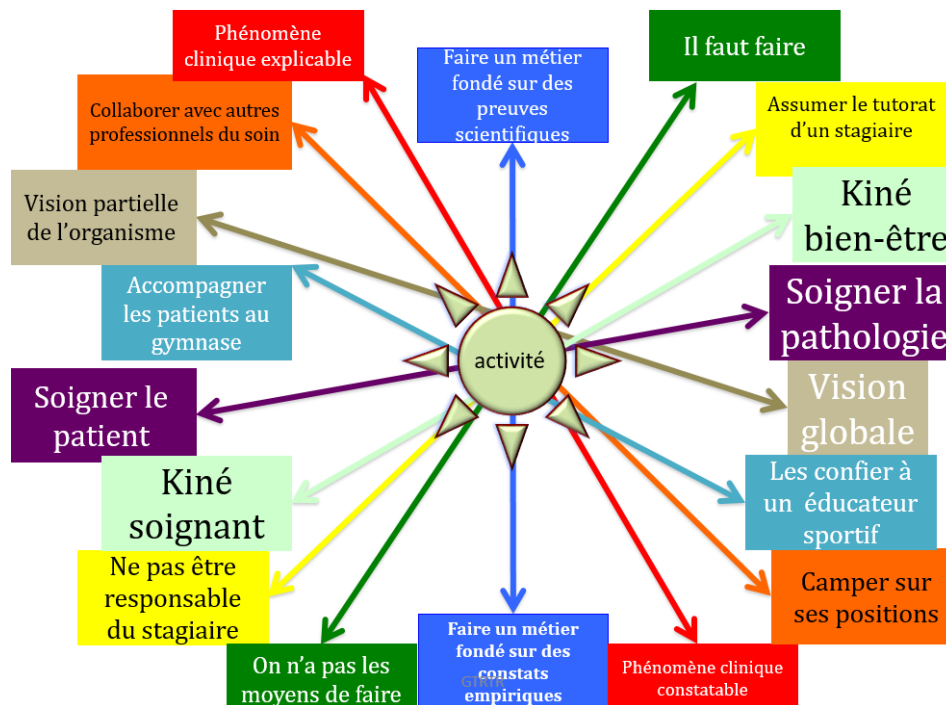 Phénomène
clinique explicable
Faire un métier
fondé sur des
preuves
scientifiques
Il faut faire
Collaborer avec autres
professionnels du soin
Assumer le tutorat
d'un stagiaire
Vision partielle
de l'organisme
Kiné
bien-être
Accompagner
les patients au
gymnase
Soigner la
pathologie
activité
Soigner le
patient
Vision
globale
Kiné
soignant
Les confier à
un éducateur
sportif
Ne pas être
responsable
du stagiaire
Camper sur
ses positions
On n'a pas les
moyens de faire
Faire un métier
fondé sur des
constats
empiriques
GTRTR
Phénomène clinique
constatable